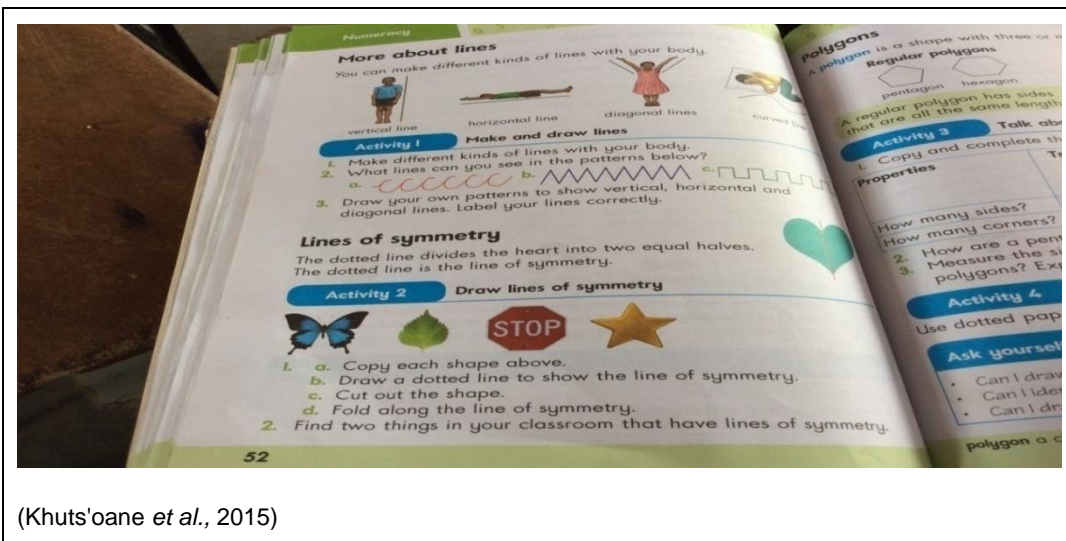 Numeracy
More about lines
You can make different kinds of lines with your body.
vertical line
horizontal line
diagonal lines
curved line
Activity 1 Make and draw lines
1. Make different kinds of lines with your body.
2. What lines can you see in the patterns below?
a. b. c.
3. Draw your own patterns to show vertical, horizontal and
diagonal lines. Label your lines correctly.
Lines of symmetry
The dotted line divides the heart into two equal halves.
The dotted line is the line of symmetry.
Activity 2 Draw lines of symmetry
STOP
1. a. Copy each shape above.
b. Draw a dotted line to show the line of symmetry.
c. Cut out the shape.
d. Fold along the line of symmetry.
2. Find two things in your classroom that have lines of symmetry.
52
Polygons
A polygon is a shape with three or
Regular polygons
pentagon hexagon
A regular polygon has sides
that are all the same length
Activity 3 Talk
1. Copy and complete
Properties
How many sides?
How many corners?
2. How are a
3. Measure the
polygons?
Activity 4
Use dotted
Ask
Can I
Can I
Can I
polygon a
(Khuts'oane et al., 2015)